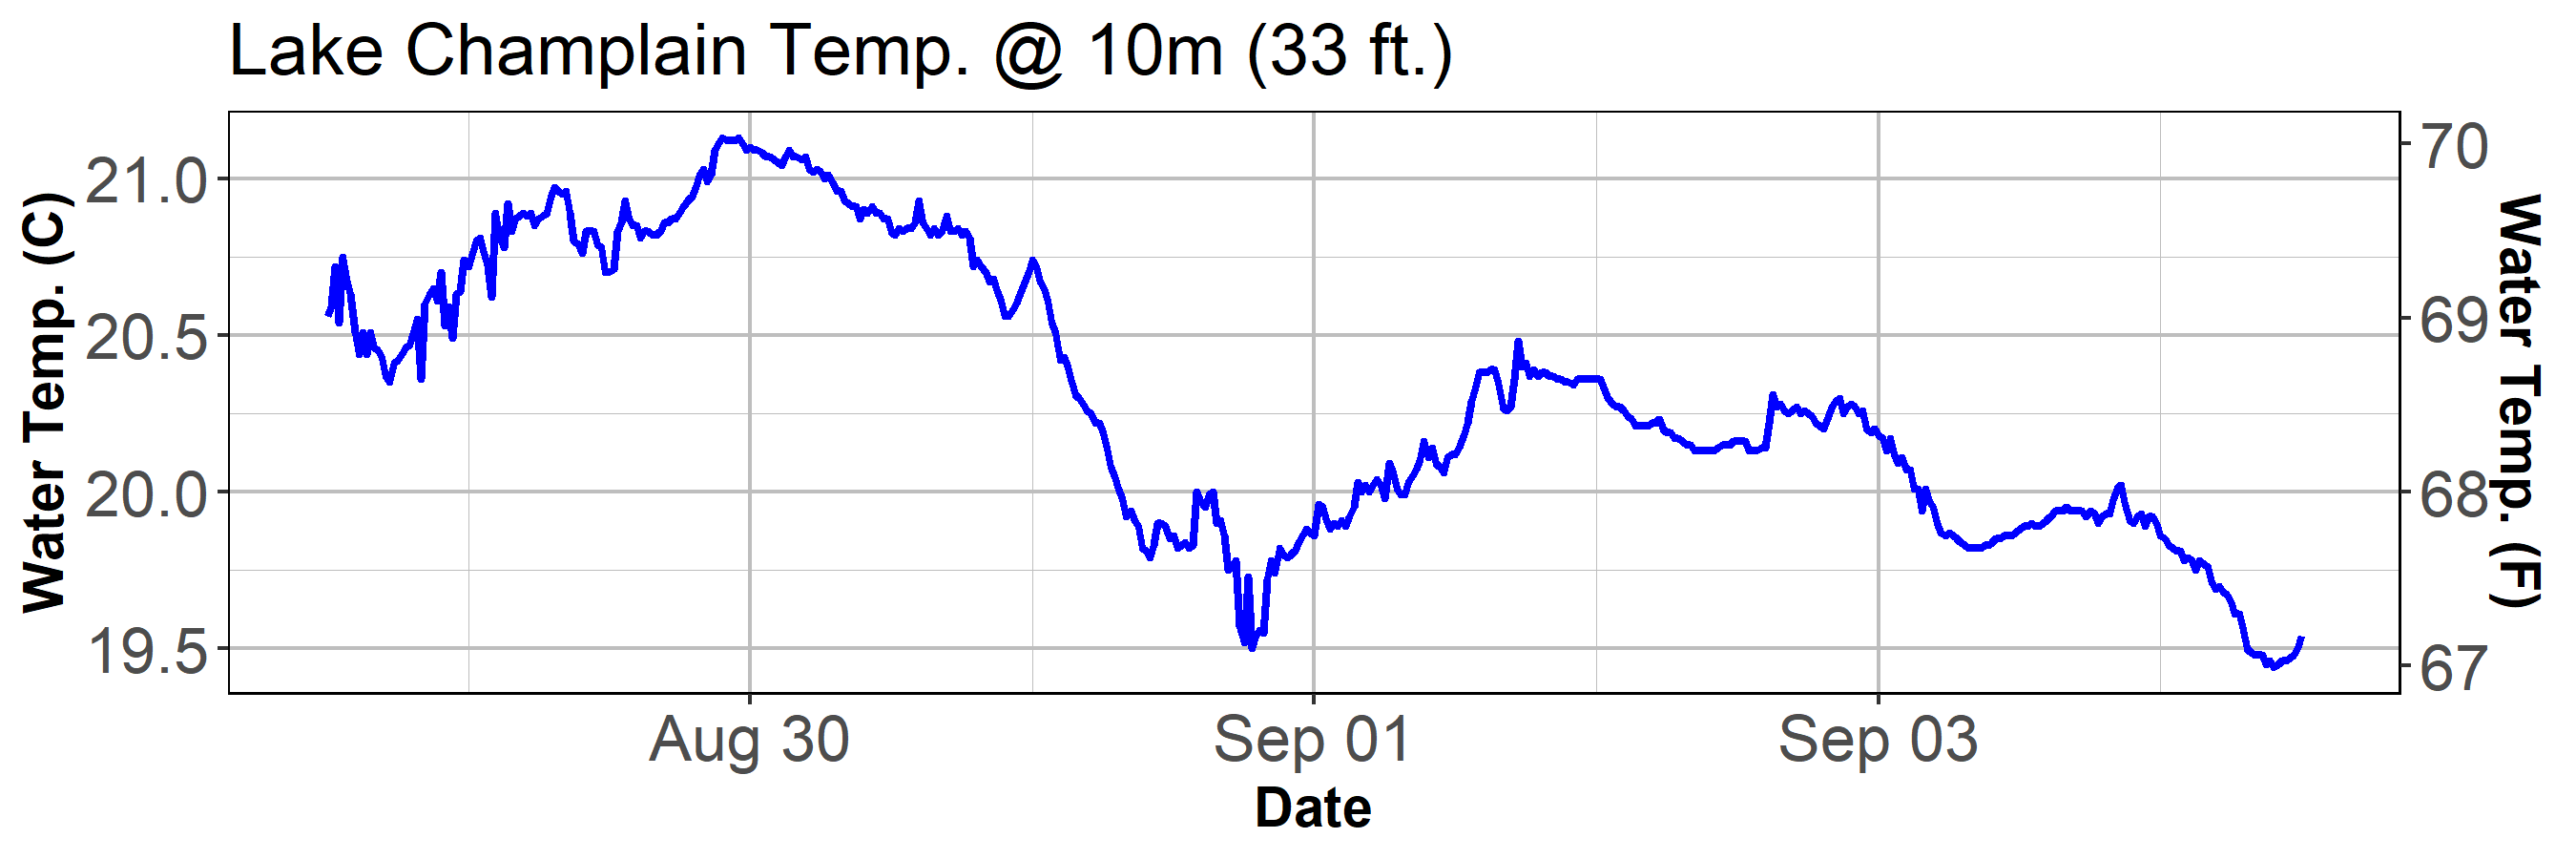 Lake Champlain Temp. @ 10m (33 ft.)
Water Temp. (C)
21.0
20.5
20.0
19.5
70
69
68
67
Water Temp. (F)
Aug 30
Sep 01
Sep 03
Date